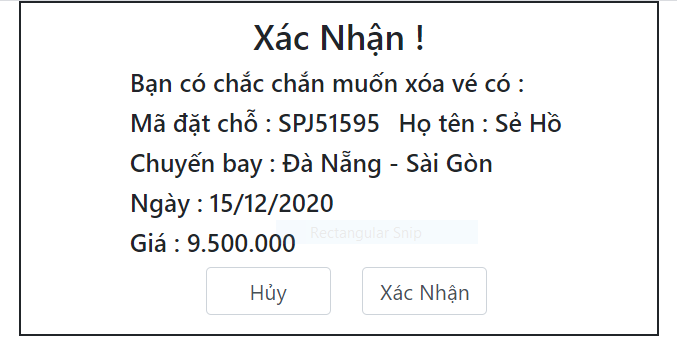 Xác Nhận !
Bạn có chắc chắn muốn xóa vé có :
Mã đặt chỗ : SPJ51595 Họ tên : Sẻ Hồ
Chuyến bay : Đà Nẵng - Sài Gòn
Ngày : 15/12/2020
Rectangular Snip
Giá : 9.500.000
Hủy Xác Nhận